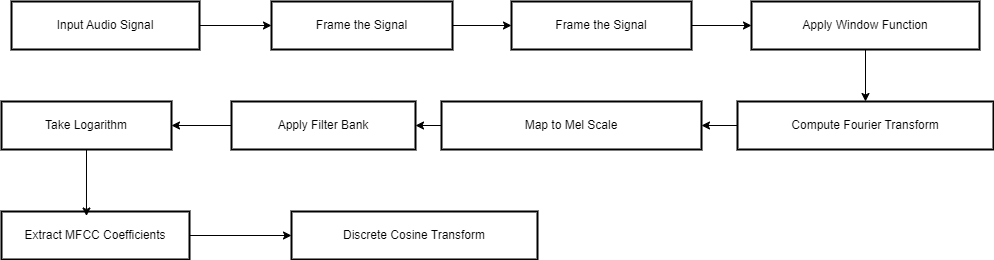 Input Audio Signal
Frame the Signal
Frame the Signal
Apply Window Function
Compute Fourier Transform
Map to Mel Scale
Apply Filter Bank
Take Logarithm
Extract MFCC Coefficients
Discrete Cosine Transform